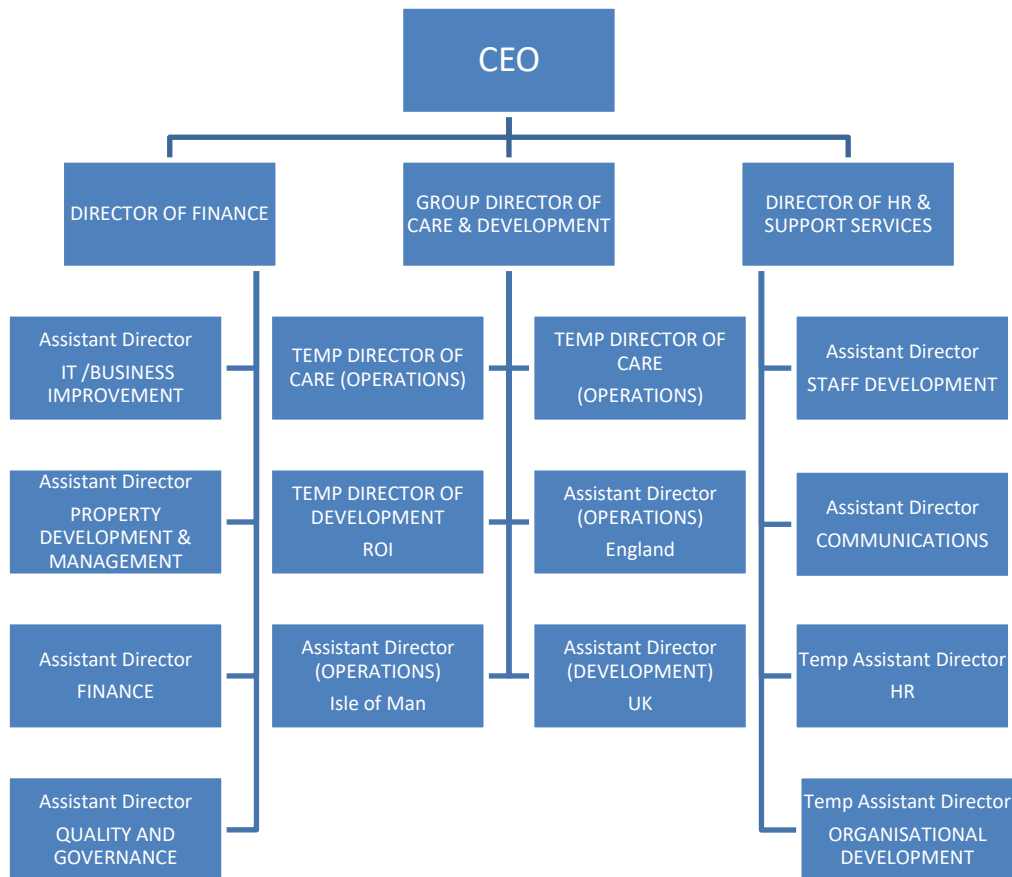 CEO
DIRECTOR OF FINANCE
GROUP DIRECTOR OF
CARE & DEVELOPMENT
DIRECTOR OF HR &
SUPPORT SERVICES
Assistant Director
IT /BUSINESS
IMPROVEMENT
TEMP DIRECTOR OF
CARE (OPERATIONS)
TEMP DIRECTOR OF
CARE
(OPERATIONS)
Assistant Director
STAFF DEVELOPMENT
Assistant Director
PROPERTY
DEVELOPMENT &
MANAGEMENT
TEMP DIRECTOR OF
DEVELOPMENT
ROI
Assistant Director
(OPERATIONS)
England
Assistant Director
COMMUNICATIONS
Assistant Director
FINANCE
Assistant Director
(OPERATIONS)
Isle of Man
Assistant Director
(DEVELOPMENT)
UK
Temp Assistant Director
HR
Assistant Director
QUALITY AND
GOVERNANCE
Temp Assistant Director
ORGANISATIONAL
DEVELOPMENT